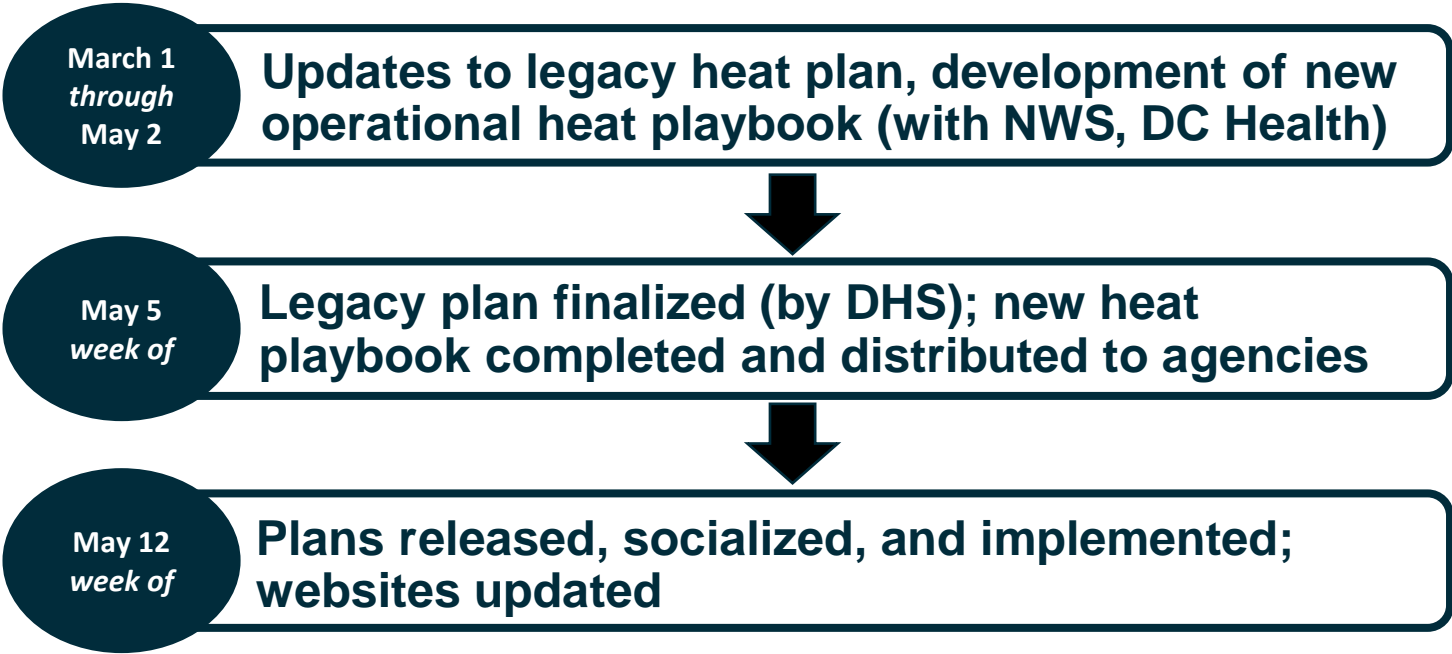 March 1
through
May 2
Updates to legacy heat plan, development of new
operational heat playbook (with NWS, DC Health)
May 5
week of
Legacy plan finalized (by DHS); new heat
playbook completed and distributed to agencies
May 12
week of
Plans released, socialized, and implemented;
websites updated